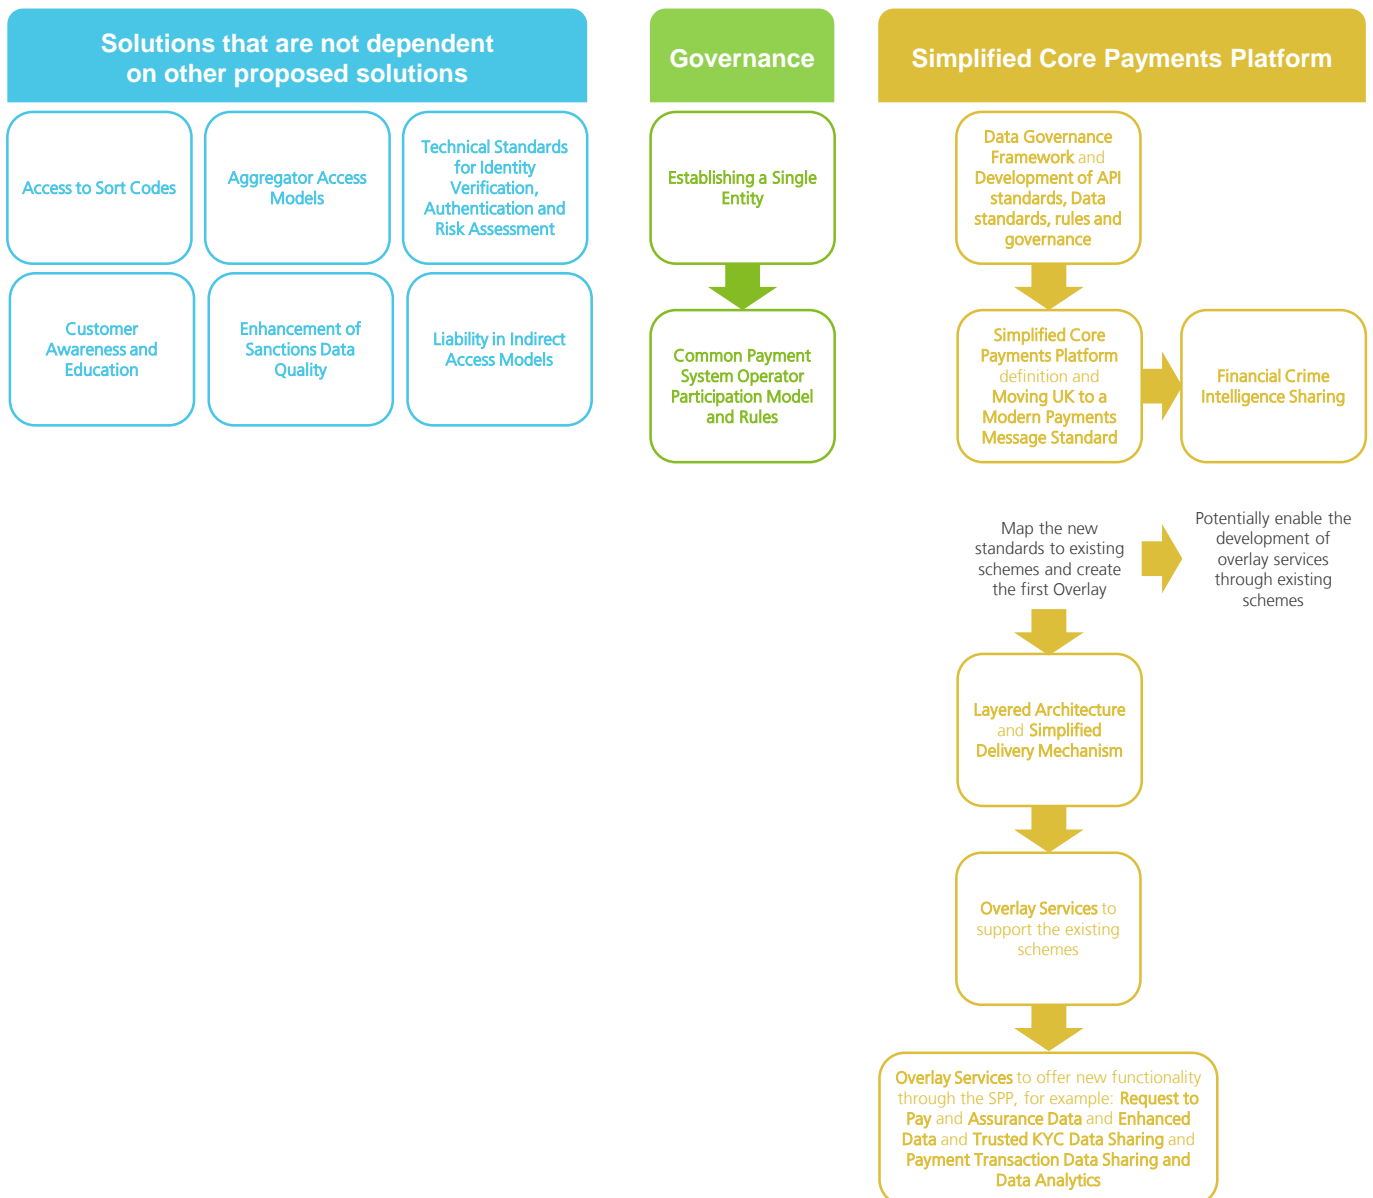 Solutions that are not dependent
on other proposed solutions
Access to Sort Codes
Aggregator Access
Models
Technical Standards
for Identity
Verification,
Authentication and
Risk Assessment
Customer
Awareness and
Education
Enhancement of
Sanctions Data
Quality
Liability in Indirect
Access Models
Governance
Establishing a Single
Entity
Common Payment
System Operator
Participation Model
and Rules
Simplified Core Payments Platform
Data Governance
Framework and
Development of API
standards, Data
standards, rules and
governance
Simplified Core
Payments Platform
definition and
Moving UK to a
Modern Payments
Message Standard
Financial Crime
Intelligence Sharing
Map the new
standards to existing
schemes and create
the first Overlay
Potentially enable the
development of
overlay services
through existing
schemes
Layered Architecture
and Simplified
Delivery Mechanism
Overlay Services to
support the existing
schemes
Overlay Services to offer new functionality
through the SPP, for example: Request to
Pay and Assurance Data and Enhanced
Data and Trusted KYC Data Sharing and
Payment Transaction Data Sharing and
Data Analytics